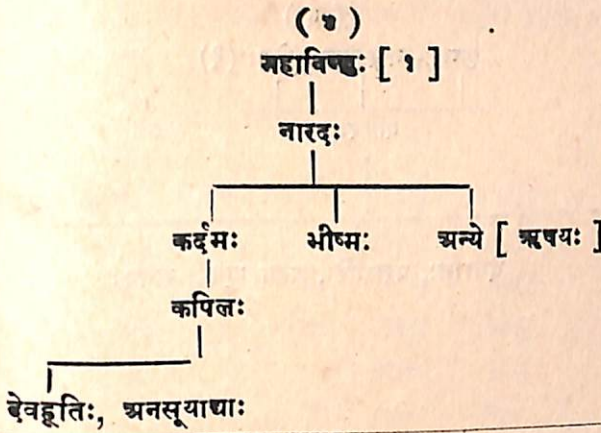 ( ७ )
महाविष्णुः [ १ ]
नारदः
कर्दमः भीष्मः अन्ये [ ऋषयः ]
कपिलः
देवहूतिः, अनसूयाद्याः